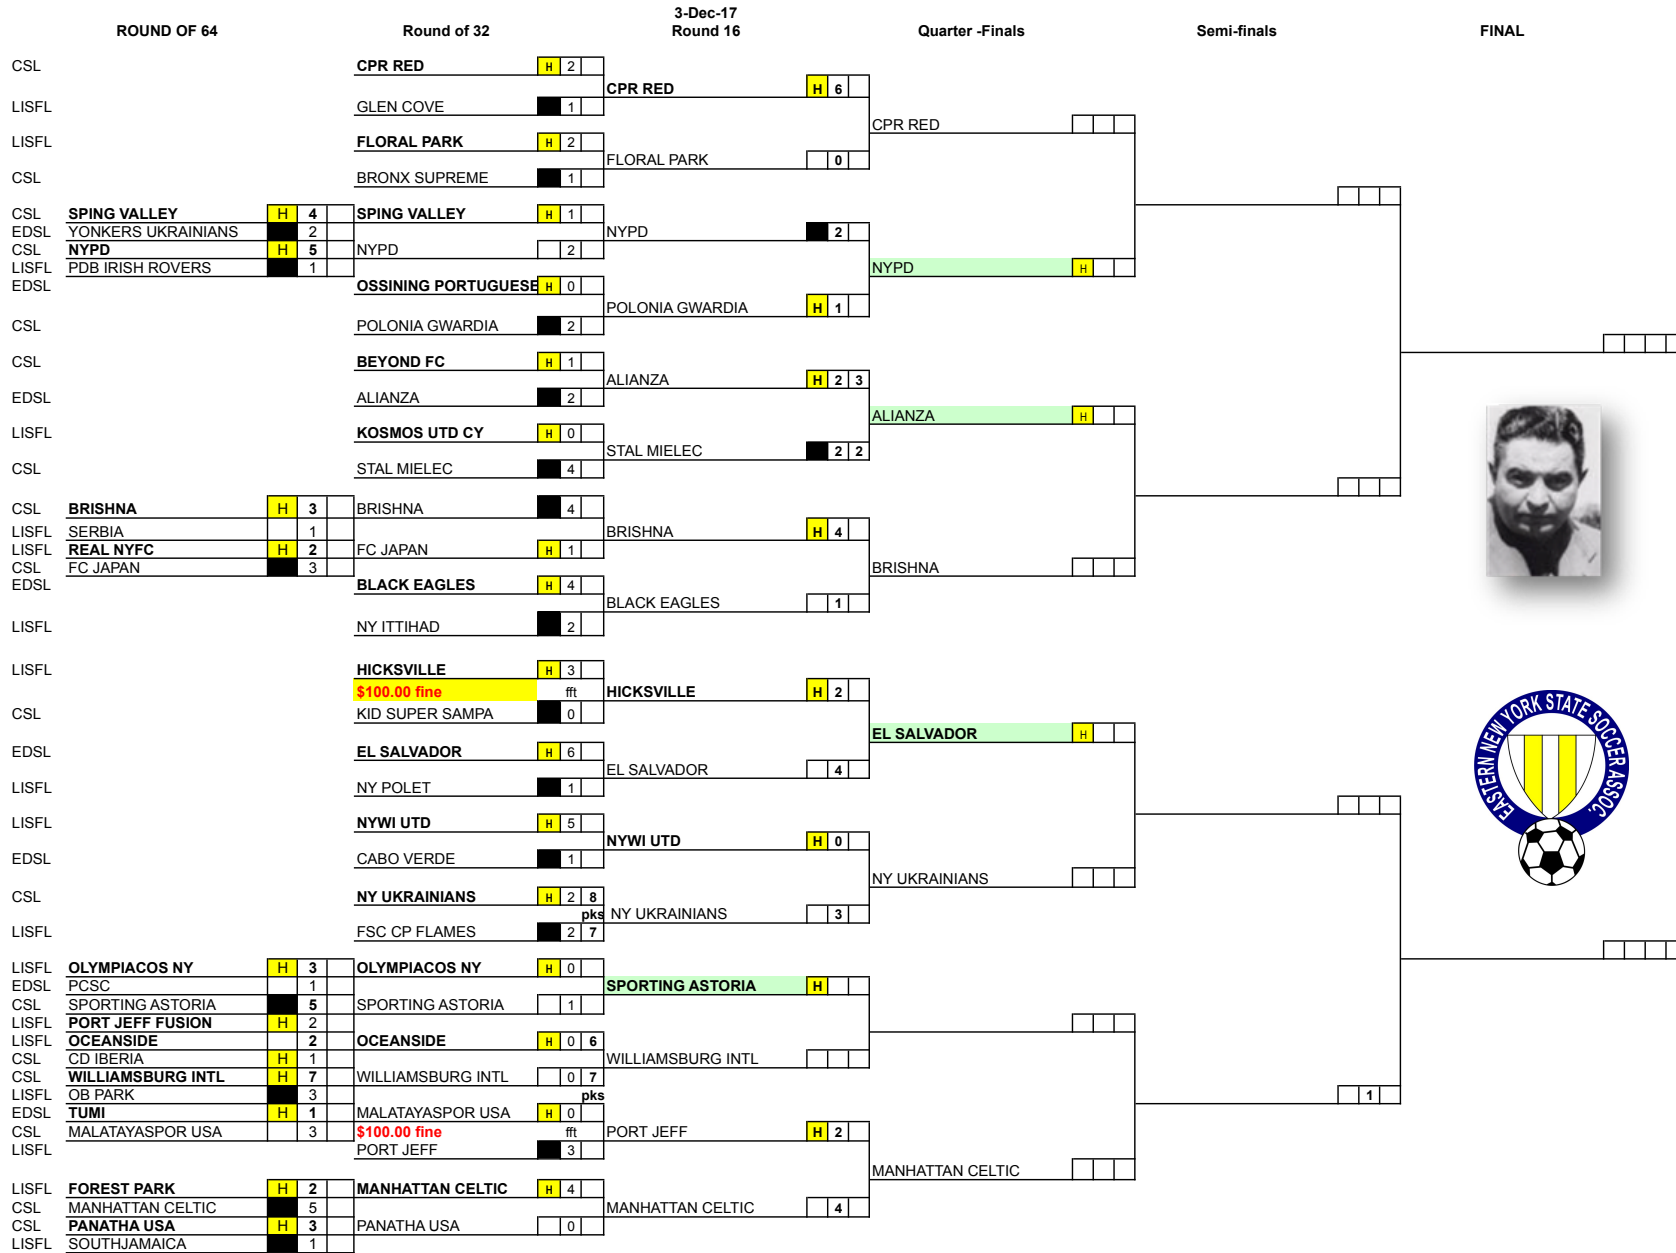 3-Dec-17
ROUND OF 64 Round of 32 Round 16 Quarter -Finals Semi-finals FINAL
CSL CPR RED H 2
CPR RED H 6
LISFL GLEN COVE 1
CPR RED
LISFL FLORAL PARK H 2
FLORAL PARK 0
CSL BRONX SUPREME 1
CSL SPING VALLEY H 4 SPING VALLEY H 1
EDSL YONKERS UKRAINIANS 2 NYPD 2
CSL NYPD H 5 NYPD 2
LISFL PDB IRISH ROVERS 1 NYPD H
EDSL OSSINING PORTUGUESE H 0
POLONIA GWARDIA H 1
CSL POLONIA GWARDIA 2
CSL BEYOND FC H 1
ALIANZA H 2 3
EDSL ALIANZA 2
ALIANZA H
LISFL KOSMOS UTD CY H 0
STAL MIELEC 2 2
CSL STAL MIELEC 4
CSL BRISHNA H 3 BRISHNA 4
LISFL SERBIA 1 BRISHNA H 4
LISFL REAL NYFC H 2 FC JAPAN H 1
CSL FC JAPAN 3 BRISHNA
EDSL BLACK EAGLES H 4
BLACK EAGLES 1
LISFL NY ITTIHAD 2
LISFL HICKSVILLE H 3
$100.00 fine fft HICKSVILLE H 2
CSL KID SUPER SAMPA 0
EL SALVADOR H
EDSL EL SALVADOR H 6
EL SALVADOR 4
LISFL NY POLET 1
LISFL NYWI UTD H 5
NYWI UTD H 0
EDSL CABO VERDE 1
NY UKRAINIANS
CSL NY UKRAINIANS H 2 8
pks NY UKRAINIANS 3
LISFL FSC CP FLAMES 2 7
LISFL OLYMPIACOS NY H 3 OLYMPIACOS NY H 0
EDSL PCSC 1 SPORTING ASTORIA H
CSL SPORTING ASTORIA 5 SPORTING ASTORIA 1
LISFL PORT JEFF FUSION H 2
LISFL OCEANSIDE 2 OCEANSIDE H 0 6
CSL CD IBERIA H 1 WILLIAMSBURG INTL
CSL WILLIAMSBURG INTL H 7 WILLIAMSBURG INTL 0 7
LISFL OB PARK 3 pks 1
EDSL TUMI H 1 MALATAYASPOR USA H 0
CSL MALATAYASPOR USA 3 $100.00 fine fft PORT JEFF H 2
LISFL PORT JEFF 3
MANHATTAN CELTIC
LISFL FOREST PARK H 2 MANHATTAN CELTIC H 4
CSL MANHATTAN CELTIC 5 MANHATTAN CELTIC 4
CSL PANATHA USA H 3 PANATHA USA 0
LISFL SOUTHJAMAICA 1
EASTERN NEW YORK STATE SOCCER ASSOC.